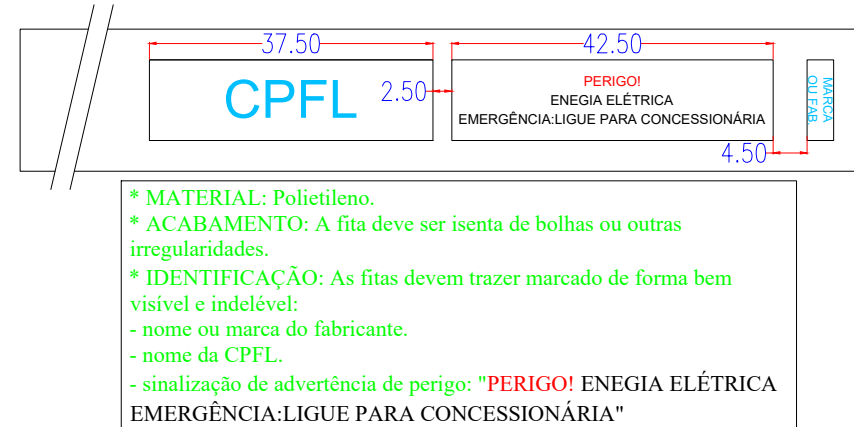 37.50
42.50
CPFL
2.50
PERIGO!
ENEGIA ELÉTRICA
EMERGÊNCIA:LIGUE PARA CONCESSIONÁRIA
MARCA
OU FAB.
4.50
* MATERIAL: Polietileno.
* ACABAMENTO: A fita deve ser isenta de bolhas ou outras
irregularidades.
* IDENTIFICAÇÃO: As fitas devem trazer marcado de forma bem
visível e indelével:
- nome ou marca do fabricante.
- nome da CPFL.
- sinalização de advertência de perigo: "PERIGO! ENEGIA ELÉTRICA
EMERGÊNCIA:LIGUE PARA CONCESSIONÁRIA"